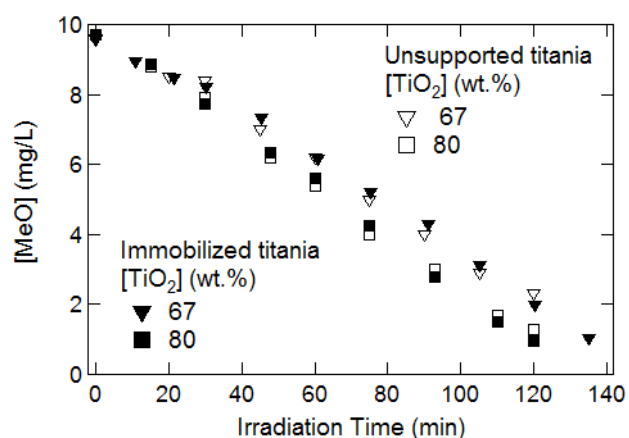 10
8
6
4
2
0
[MeO] (mg/L)
Unsupported titania
[TiO₂] (wt.%)
67
80
Immobilized titania
[TiO₂] (wt.%)
67
80
0 20 40 60 80 100 120 140
Irradiation Time (min)